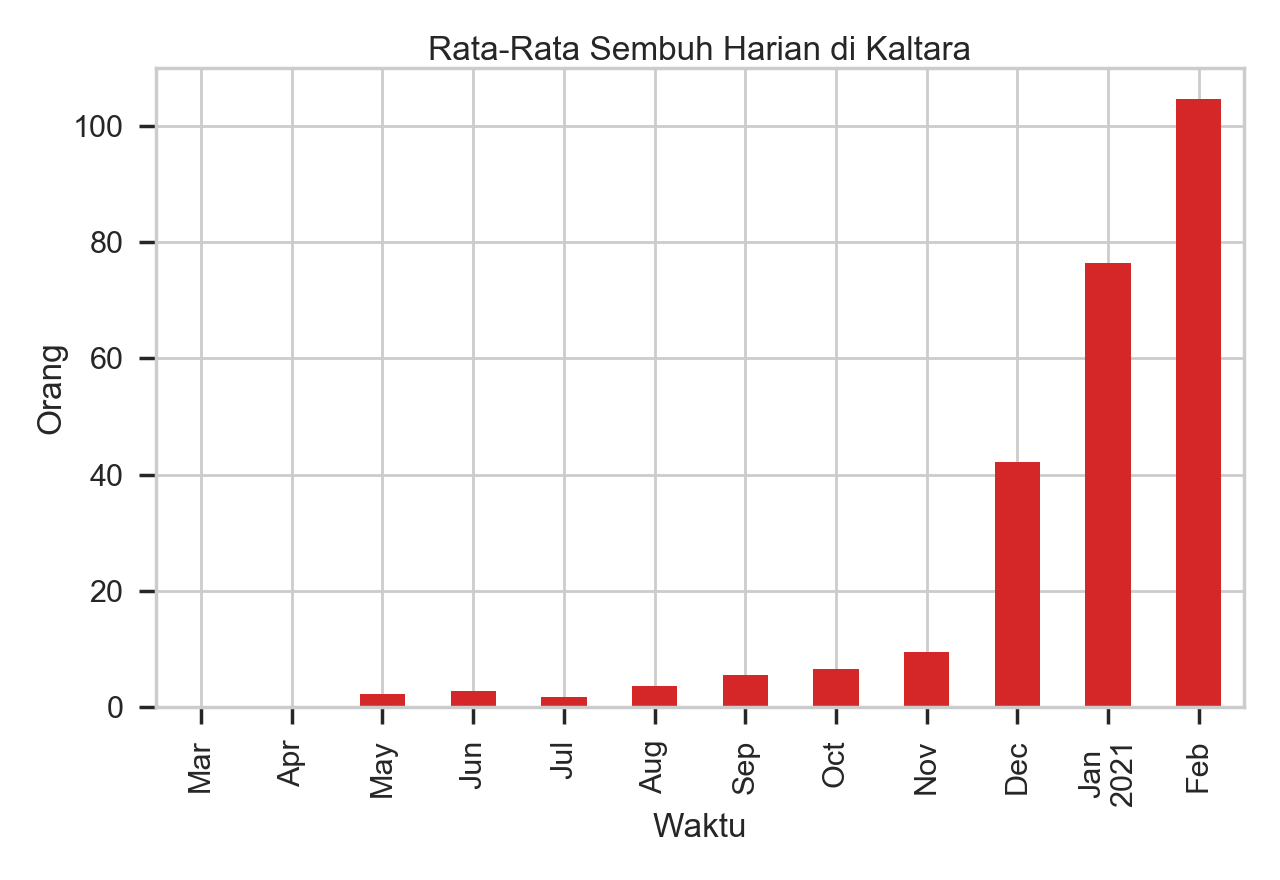 Rata-Rata Sembuh Harian di Kaltara
100
80
60
40
20
0
Orang
Mar
Apr
May
Jun
Jul
Aug
Sep
Oct
Nov
Dec
Jan
2021
Feb
Waktu